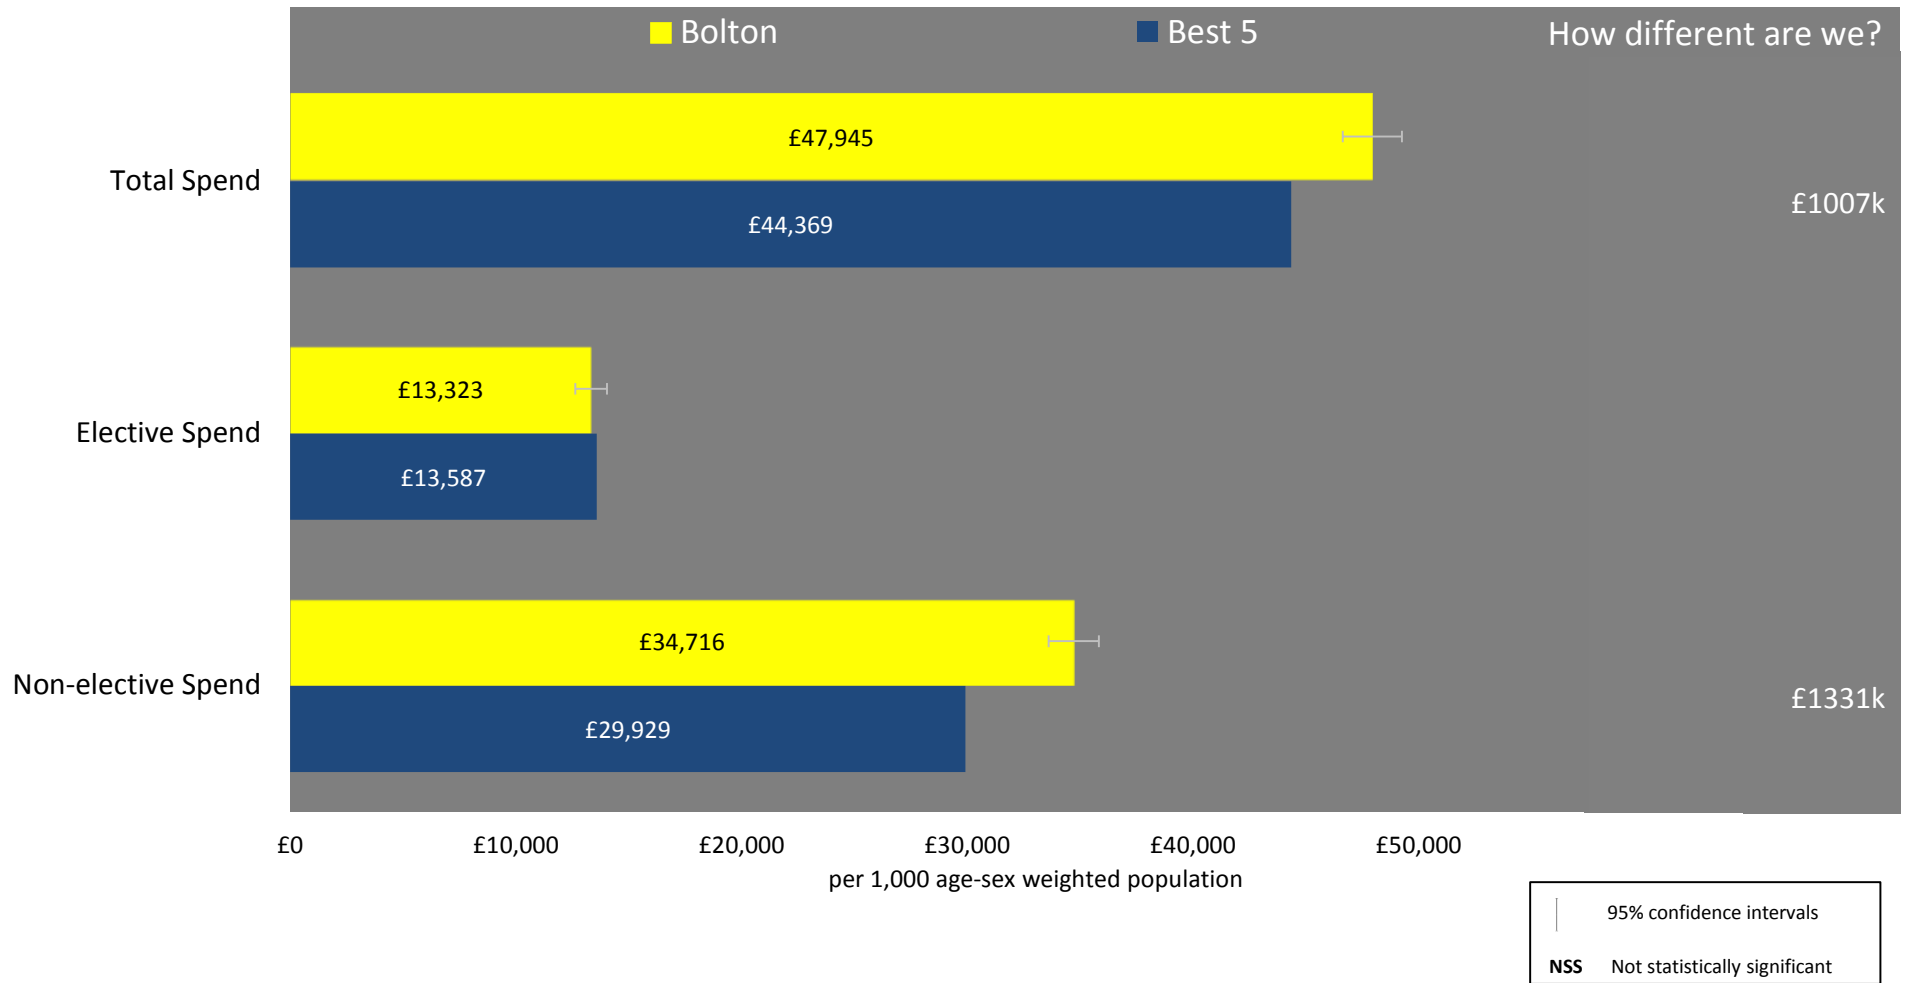 Bolton
Best 5
How different are we?
Total Spend
£47,945
£44,369
£1007k
Elective Spend
£13,323
£13,587
Non-elective Spend
£34,716
£29,929
£1331k
£0 £10,000 £20,000 £30,000 £40,000 £50,000
per 1,000 age-sex weighted population
95% confidence intervals
NSS Not statistically significant